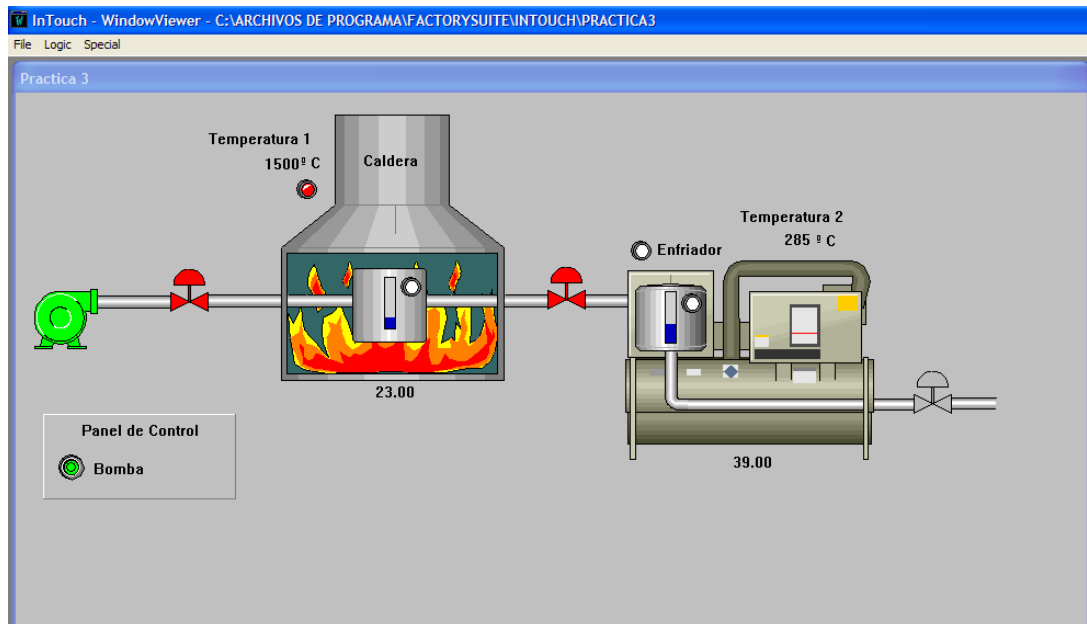 InTouch - WindowViewer - C:\ARCHIVOS DE PROGRAMA\FACTORYSUITE\INTOUCH\PRACTICA3
File Logic Special
Practica 3
Temperatura 1
1500º C
Caldera
Temperatura 2
285 º C
Enfriador
23.00
Panel de Control
Bomba
39.00